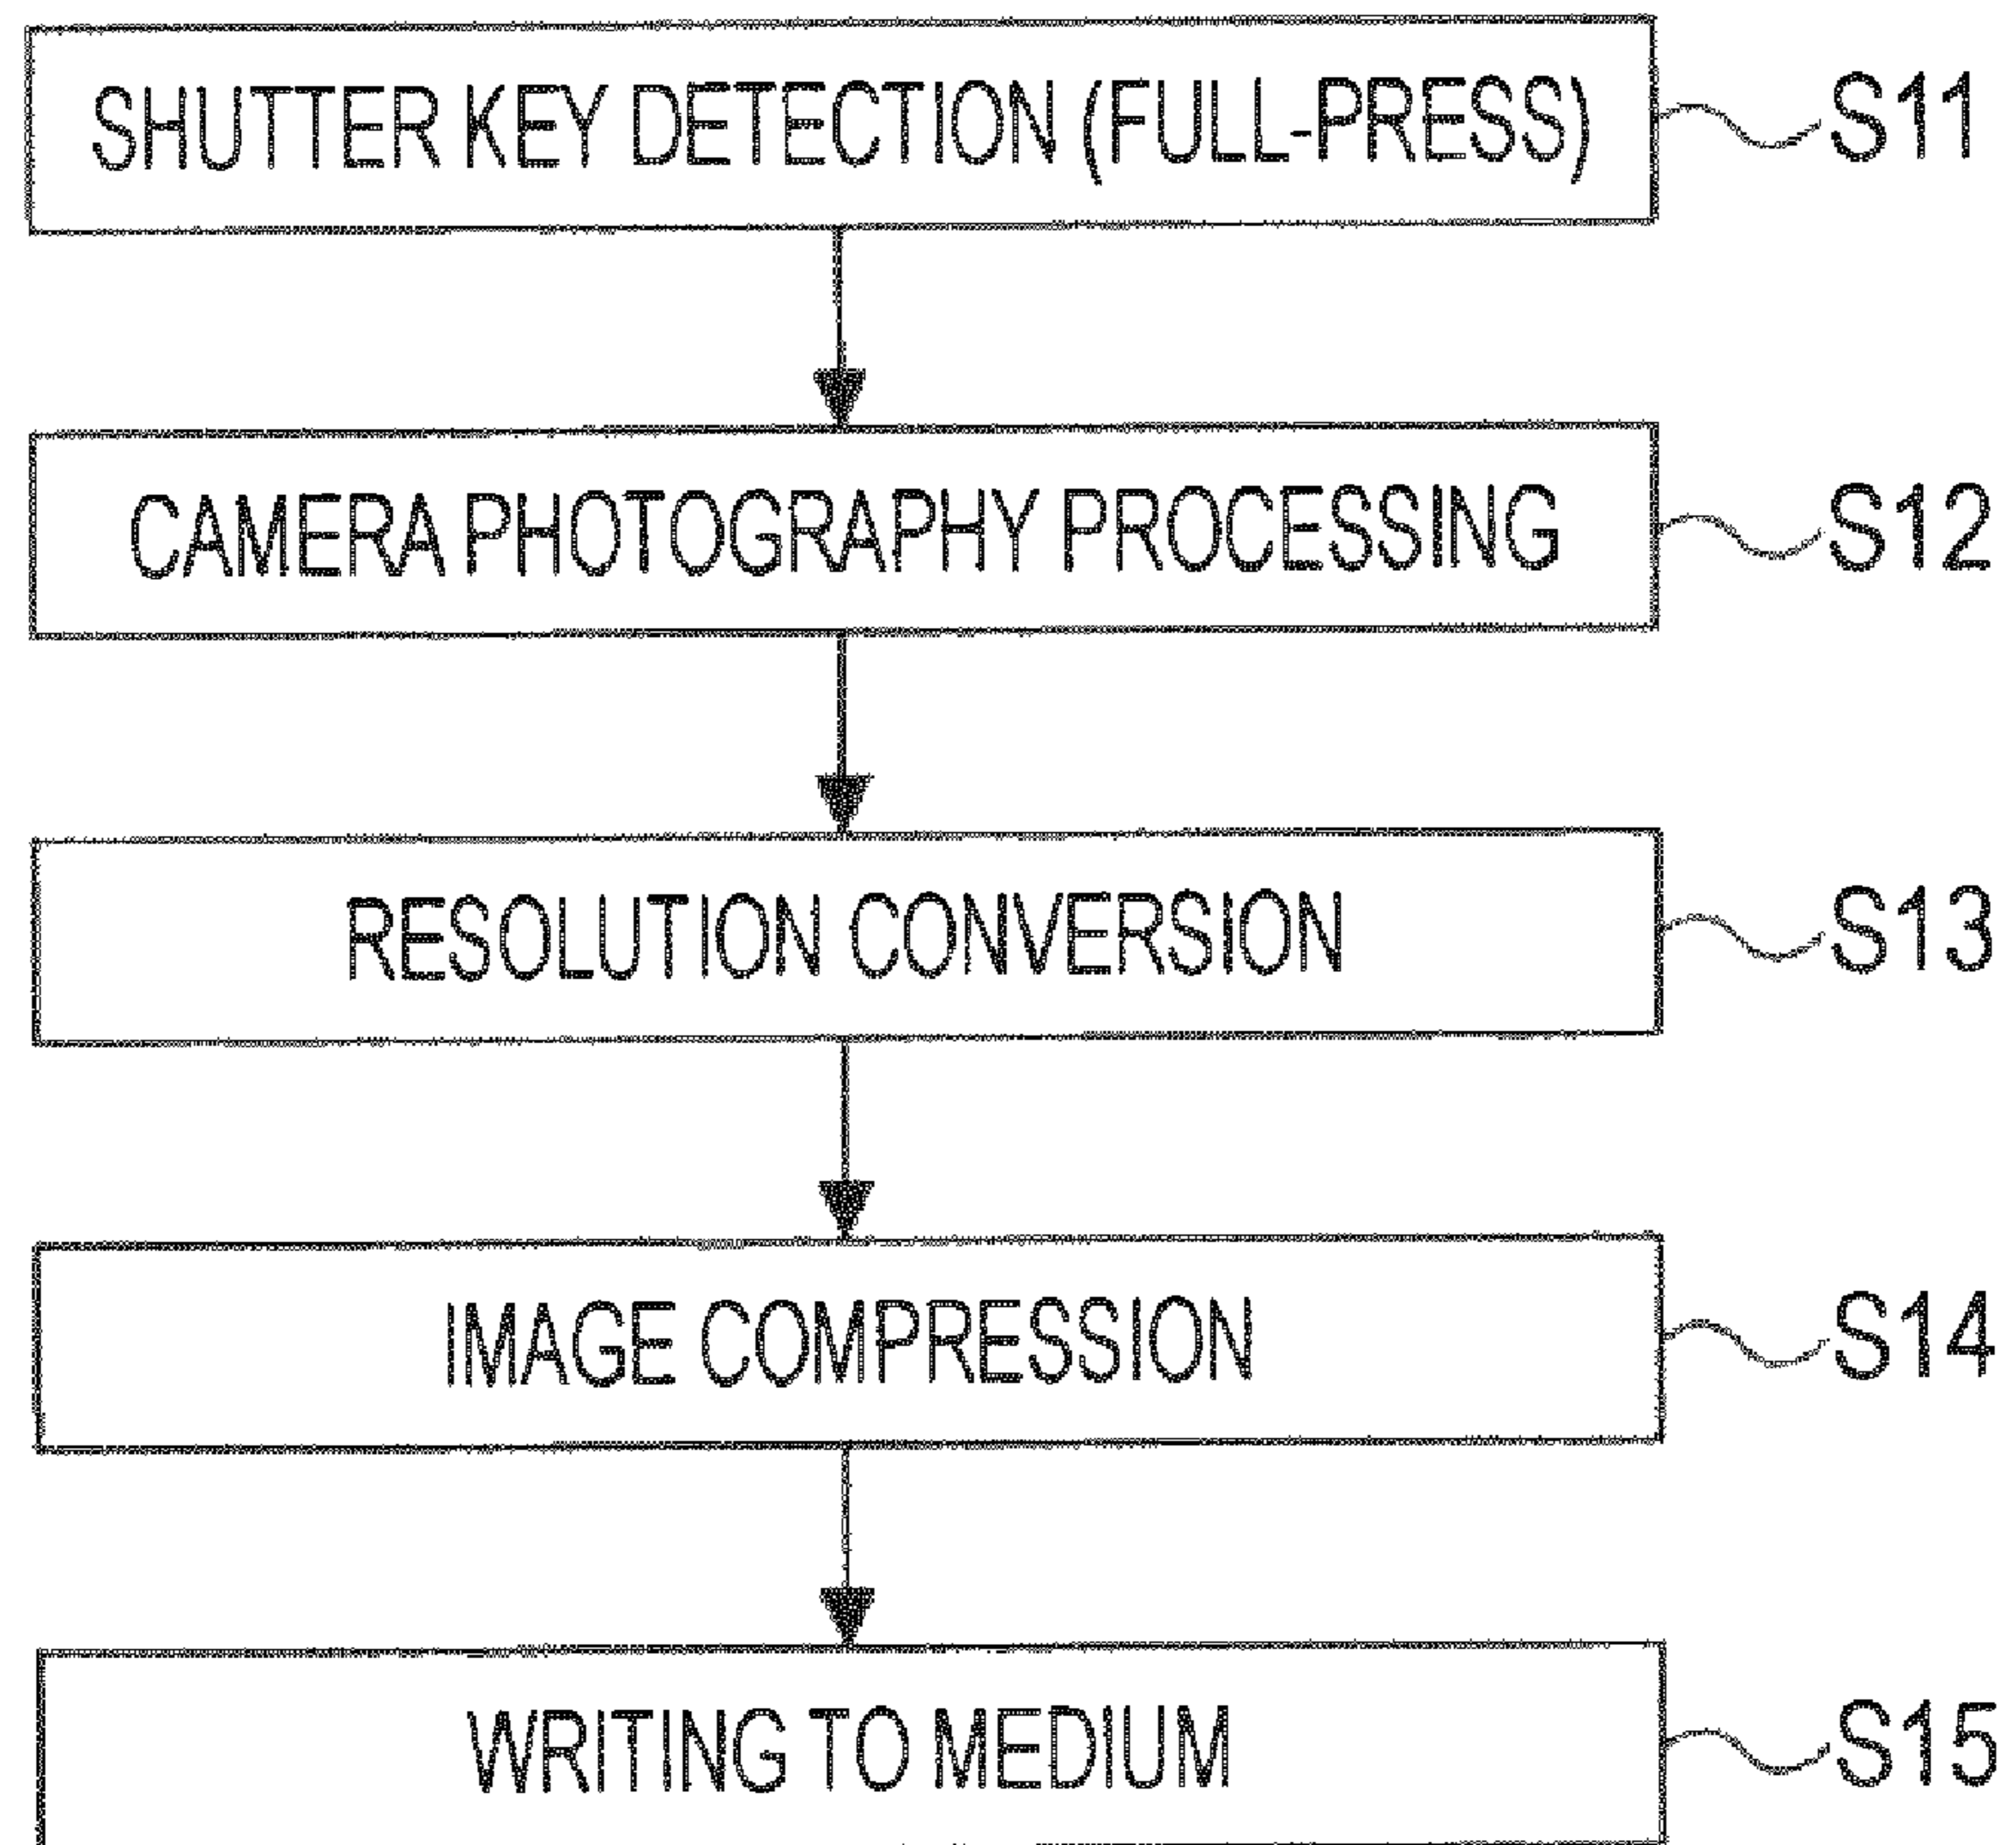 SHUTTER KEY DETECTION (FULL-PRESS) S11
CAMERA PHOTOGRAPHY PROCESSING S12
RESOLUTION CONVERSION S13
IMAGE COMPRESSION S14
WRITING TO MEDIUM S15